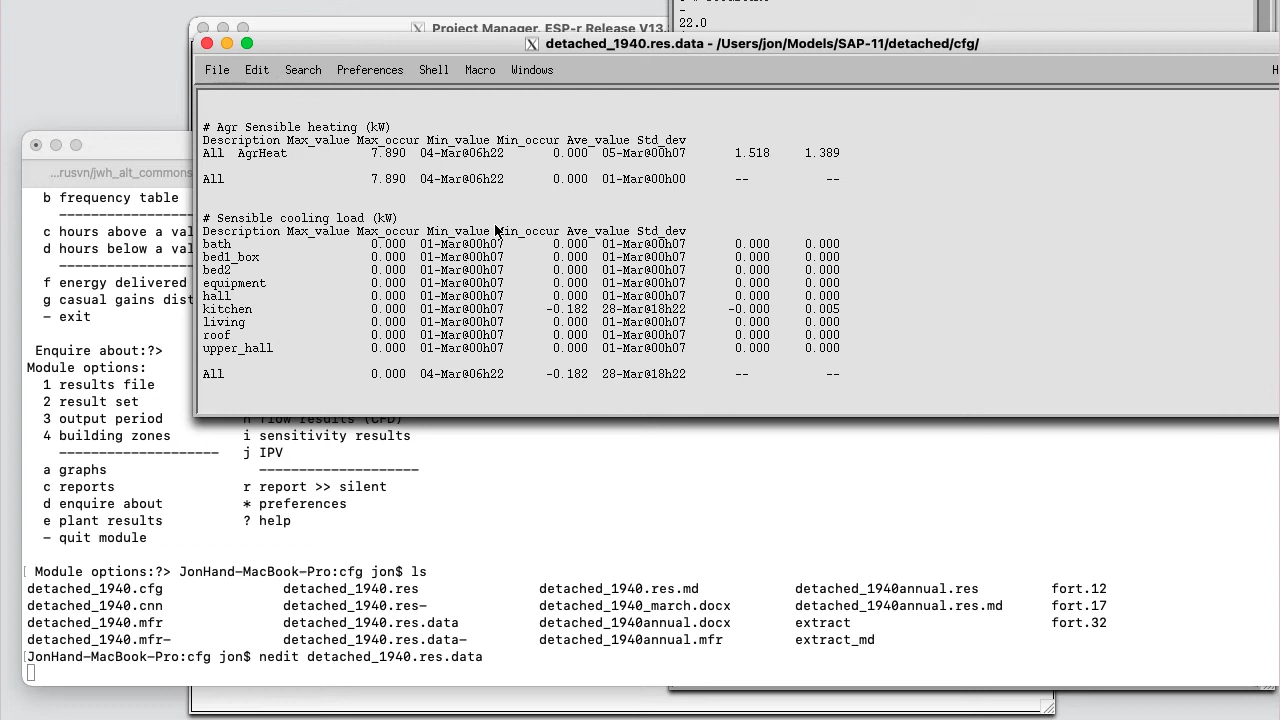 - # -
22.0
Project Manager, ESP-r Release V13.
detached_1940.res.data - /Users/jon/Models/SAP-11/detached/cfg/
File Edit Search Preferences Shell Macro Windows H
# Agr Sensible heating (kW)
Description Max_value Max_occur Min_value Min_occur Ave_value Std_dev
All AgrHeat 7.890 04-Mar@06h22 0.000 05-Mar@00h07 1.518 1.389
All 7.890 04-Mar@06h22 0.000 01-Mar@00h00 -- --
# Sensible cooling load (kW)
Description Max_value Max_occur Min_value Min_occur Ave_value Std_dev
bath 0.000 01-Mar@00h07 0.000 01-Mar@00h07 0.000 0.000
bed1_box 0.000 01-Mar@00h07 0.000 01-Mar@00h07 0.000 0.000
bed2 0.000 01-Mar@00h07 0.000 01-Mar@00h07 0.000 0.000
equipment 0.000 01-Mar@00h07 0.000 01-Mar@00h07 0.000 0.000
hall 0.000 01-Mar@00h07 0.000 01-Mar@00h07 0.000 0.000
kitchen 0.000 01-Mar@00h07 -0.182 28-Mar@18h22 -0.000 0.005
living 0.000 01-Mar@00h07 0.000 01-Mar@00h07 0.000 0.000
roof 0.000 01-Mar@00h07 0.000 01-Mar@00h07 0.000 0.000
upper_hall 0.000 01-Mar@00h07 0.000 01-Mar@00h07 0.000 0.000
All 0.000 04-Mar@06h22 -0.182 28-Mar@18h22 -- --
...rusvn/jwh_alt_commons
b frequency table
--------------------
c hours above a val
d hours below a val
--------------------
f energy delivered
g casual gains dist
- exit
Enquire about:?>
Module options:
1 results file
2 result set
3 output period h flow results (CFD)
4 building zones i sensitivity results
-------------------- j IPV
a graphs --------------------
c reports r report >> silent
d enquire about * preferences
e plant results ? help
- quit module
[ Module options:?> JonHand-MacBook-Pro:cfg jon$ ls
detached_1940.cfg detached_1940.res detached_1940.res.md detached_1940annual.res fort.12
detached_1940.cnn detached_1940.res- detached_1940_march.docx detached_1940annual.res.md fort.17
detached_1940.mfr detached_1940.res.data detached_1940annual.docx extract fort.32
detached_1940.mfr- detached_1940.res.data- detached_1940annual.mfr extract_md
[JonHand-MacBook-Pro:cfg jon$ nedit detached_1940.res.data